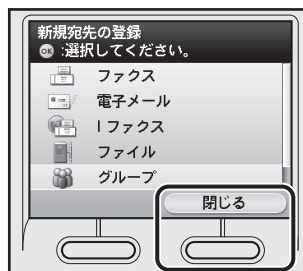 新規宛先の登録
OK :選択してください。
ファクス
電子メール
I ファクス
ファイル
グループ
閉じる